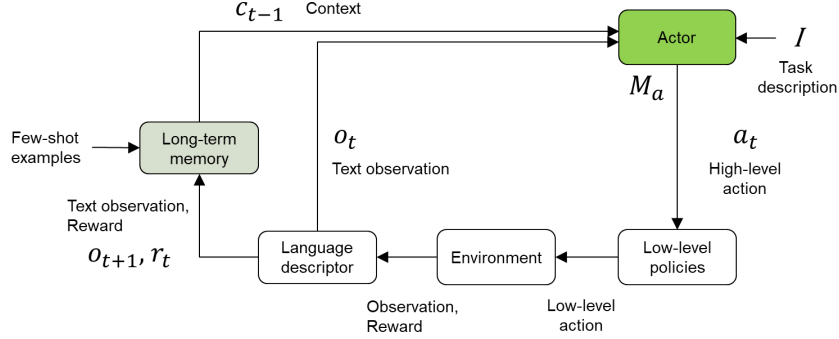 c_{t−1} Context
Actor
I
Task
description
M_a
Few-shot
examples
Long-term
memory
o_t
Text observation
a_t
High-level
action
Text observation,
Reward
o_{t+1}, r_t
Language
descriptor
Environment
Low-level
policies
Observation,
Reward
Low-level
action